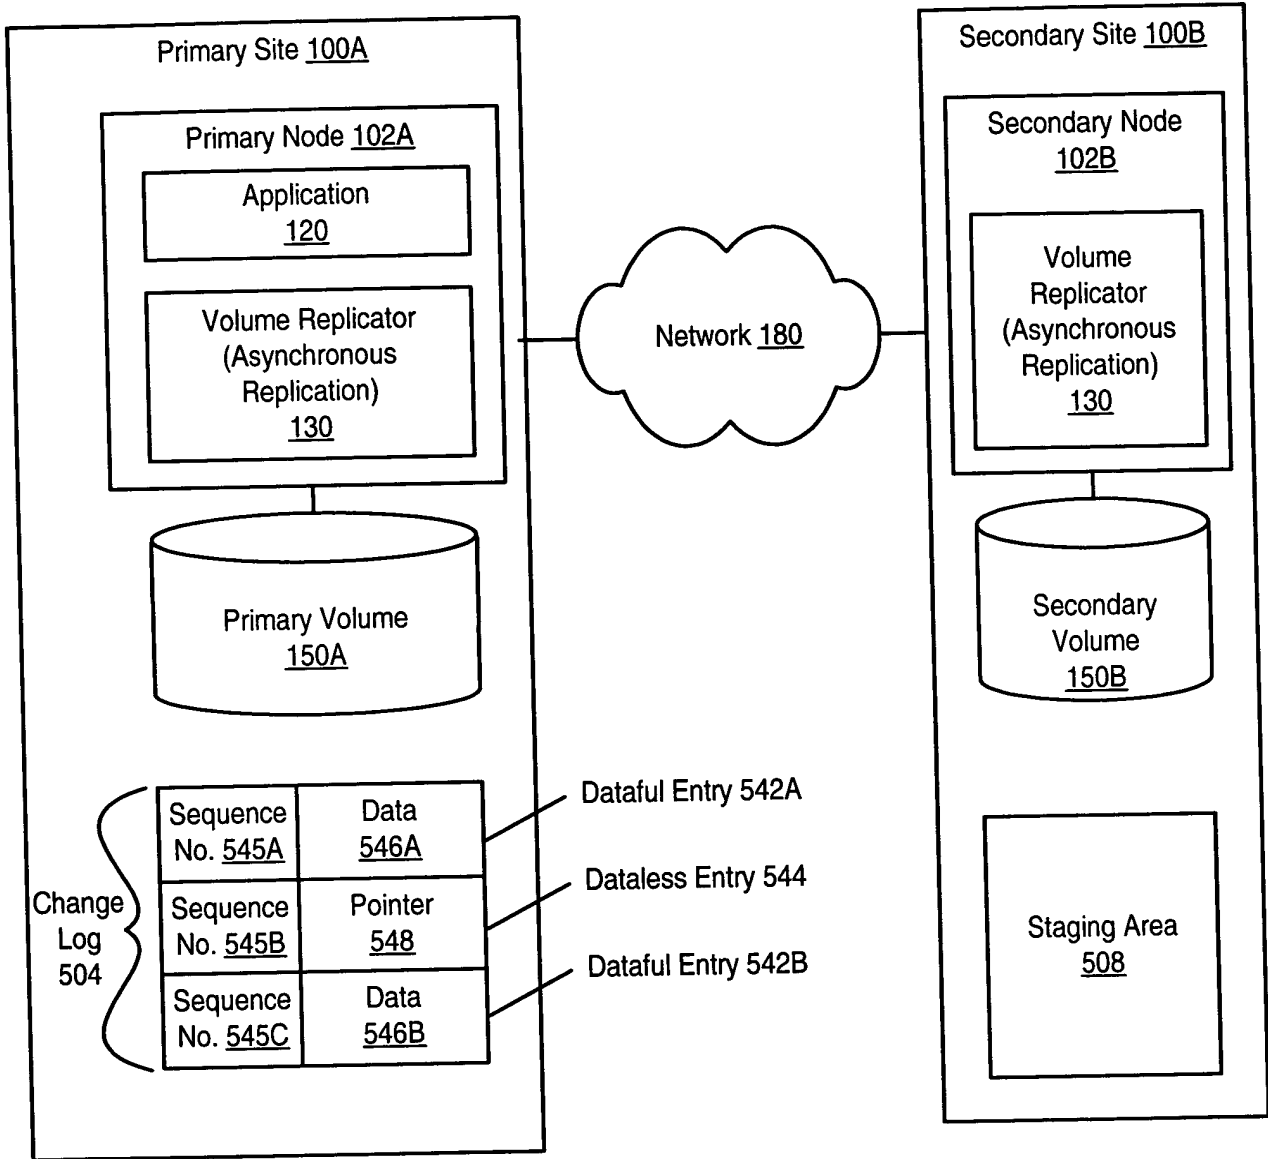 Primary Site 100A
Primary Node 102A
Application
120
Volume Replicator
(Asynchronous
Replication)
130
Primary Volume
150A
Change
Log
504
Sequence
No. 545A
Data
546A
Sequence
No. 545B
Pointer
548
Sequence
No. 545C
Data
546B
Dataful Entry 542A
Dataless Entry 544
Dataful Entry 542B
Network 180
Secondary Site 100B
Secondary Node
102B
Volume
Replicator
(Asynchronous
Replication)
130
Secondary
Volume
150B
Staging Area
508